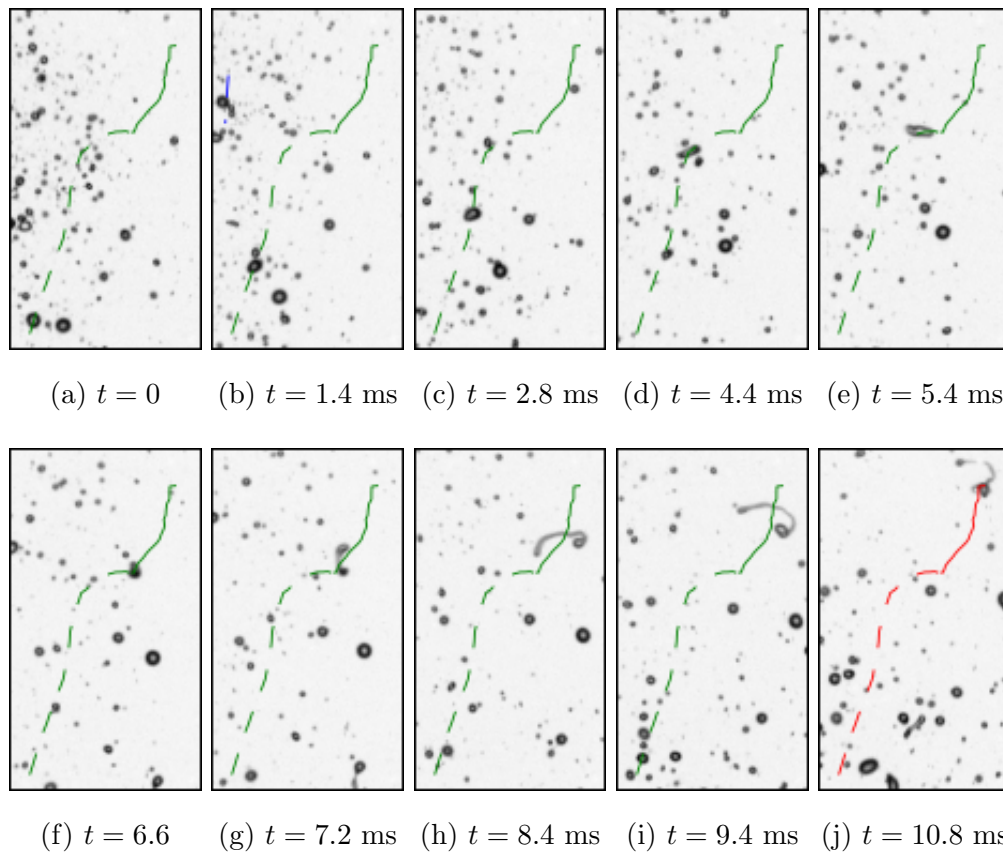 (a) t = 0 (b) t = 1.4 ms (c) t = 2.8 ms (d) t = 4.4 ms (e) t = 5.4 ms
(f) t = 6.6 (g) t = 7.2 ms (h) t = 8.4 ms (i) t = 9.4 ms (j) t = 10.8 ms